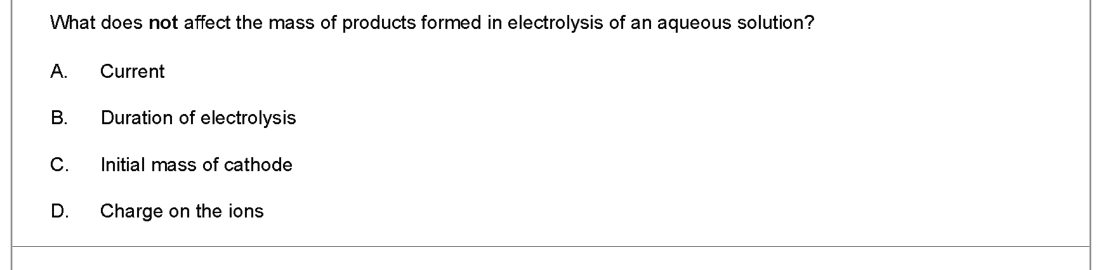 What does not affect the mass of products formed in electrolysis of an aqueous solution?
A. Current
B. Duration of electrolysis
C. Initial mass of cathode
D. Charge on the ions